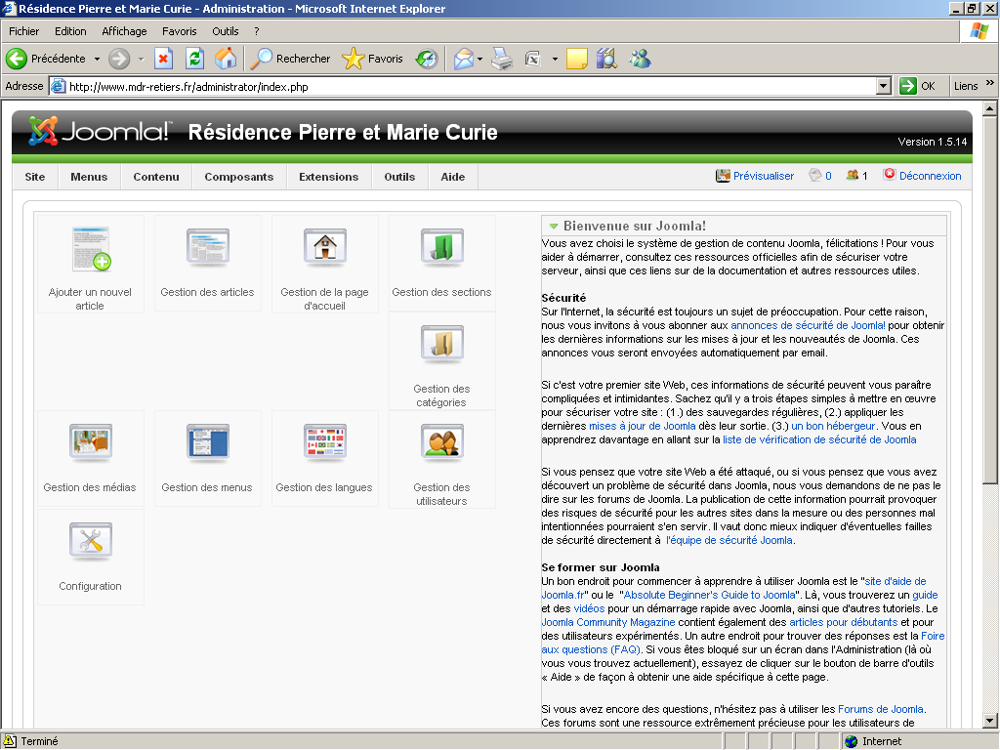 Résidence Pierre et Marie Curie - Administration - Microsoft Internet Explorer
Fichier Edition Affichage Favoris Outils ?
Précédente Rechercher Favoris
Adresse http://www.mdr-retiers.fr/administrator/index.php OK Liens »
Joomla!™ Résidence Pierre et Marie Curie
Version 1.5.14
Site Menus Contenu Composants Extensions Outils Aide Prévisualiser 0 1 Déconnexion
Ajouter un nouvel
article
Gestion des articles
Gestion de la page
d'accueil
Gestion des sections
Gestion des
catégories
Gestion des médias
Gestion des menus
Gestion des langues
Gestion des
utilisateurs
Configuration
Bienvenue sur Joomla!
Vous avez choisi le système de gestion de contenu Joomla, félicitations ! Pour vous
aider à démarrer, consultez ces ressources officielles afin de sécuriser votre
serveur, ainsi que ces liens sur de la documentation et autres ressources utiles.
Sécurité
Sur l'Internet, la sécurité est toujours un sujet de préoccupation. Pour cette raison,
nous vous invitons à vous abonner aux annonces de sécurité de Joomla! pour obtenir
les dernières informations sur les mises à jour et les nouveautés de Joomla. Ces
annonces vous seront envoyées automatiquement par email.
Si c'est votre premier site Web, ces informations de sécurité peuvent vous paraître
compliquées et intimidantes. Sachez qu'il y a trois étapes simples à mettre en œuvre
pour sécuriser votre site : (1.) des sauvegardes régulières, (2.) appliquer les
dernières mises à jour de Joomla dès leur sortie. (3.) un bon hébergeur. Vous en
apprendrez davantage en allant sur la liste de vérification de sécurité de Joomla
Si vous pensez que votre site Web a été attaqué, ou si vous pensez que vous avez
découvert un problème de sécurité dans Joomla, nous vous demandons de ne pas le
dire sur les forums de Joomla. La publication de cette information pourrait provoquer
des risques de sécurité pour les autres sites dans la mesure ou des personnes mal
intentionnées pourraient s'en servir. Il vaut donc mieux indiquer d'éventuelles failles
de sécurité directement à l'équipe de sécurité Joomla.
Se former sur Joomla
Un bon endroit pour commencer à apprendre à utiliser Joomla est le "site d'aide de
Joomla.fr" ou le "Absolute Beginner's Guide to Joomla". Là, vous trouverez un guide
et des vidéos pour un démarrage rapide avec Joomla, ainsi que d'autres tutoriels. Le
Joomla Community Magazine contient également des articles pour débutants et pour
des utilisateurs expérimentés. Un autre endroit pour trouver des réponses est la Foire
aux questions (FAQ). Si vous êtes bloqué sur un écran dans l'Administration (là où
vous vous trouvez actuellement), essayez de cliquer sur le bouton de barre d'outils
« Aide » de façon à obtenir une aide spécifique à cette page.
Si vous avez encore des questions, n'hésitez pas à utiliser les Forums de Joomla.
Ces forums sont une ressource extrêmement précieuse pour les utilisateurs de
Terminé Internet